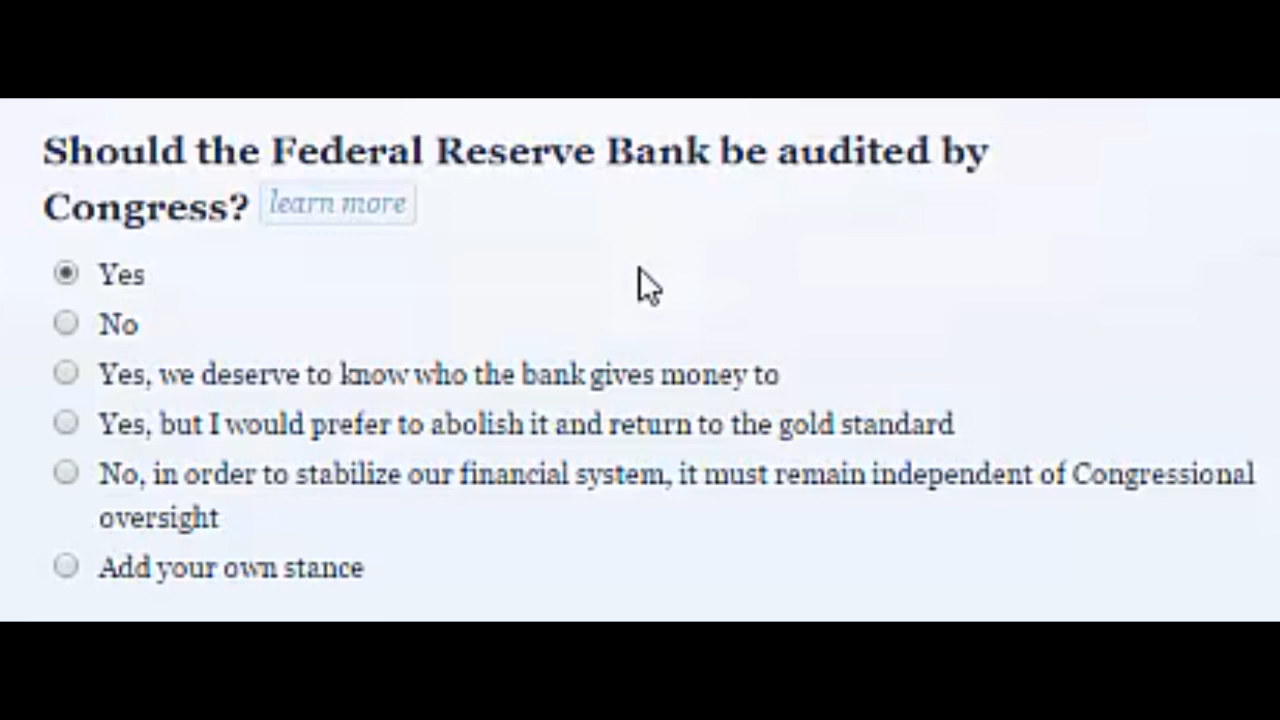 Should the Federal Reserve Bank be audited by
Congress? learn more
Yes
No
Yes, we deserve to know who the bank gives money to
Yes, but I would prefer to abolish it and return to the gold standard
No, in order to stabilize our financial system, it must remain independent of Congressional
oversight
Add your own stance